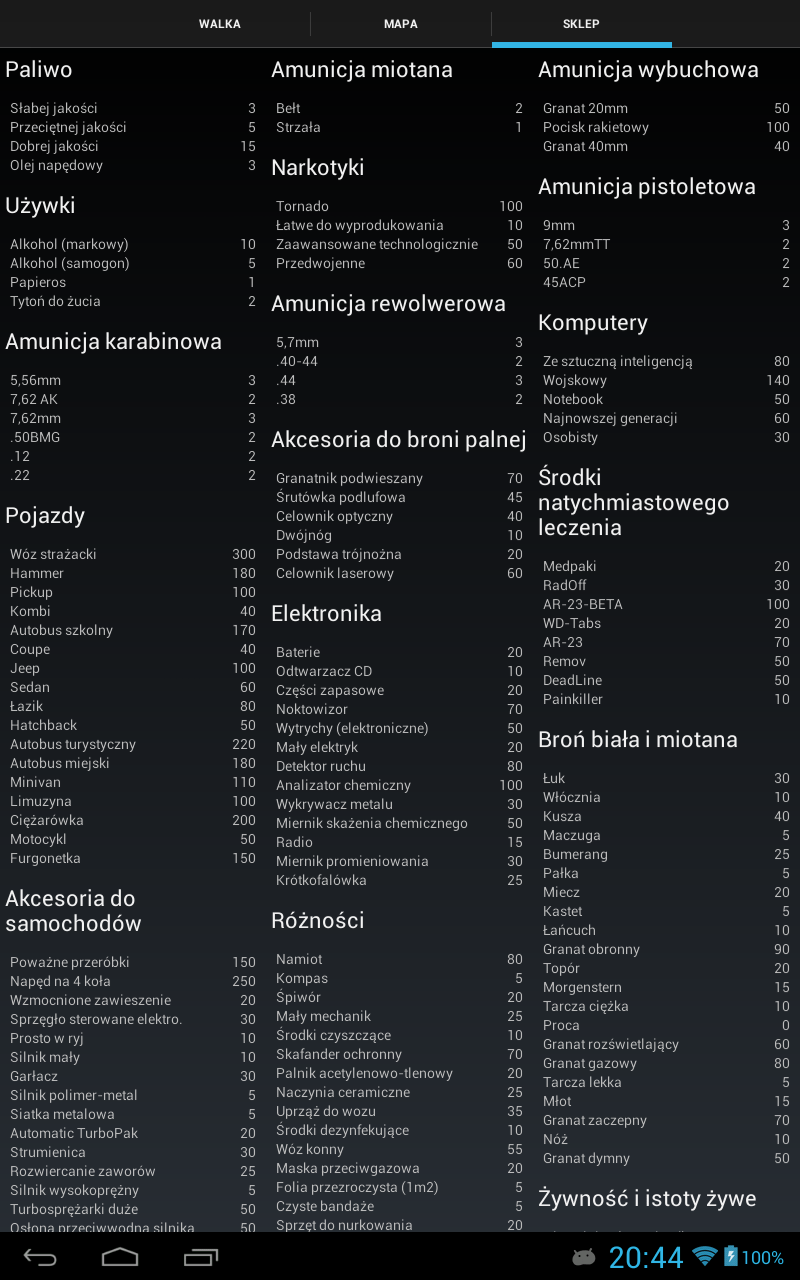 WALKA
MAPA
SKLEP
Paliwo
Słabej jakości 3
Przeciętnej jakości 5
Dobrej jakości 15
Olej napędowy 3
Używki
Alkohol (markowy) 10
Alkohol (samogon) 5
Papieros 1
Tytoń do żucia 2
Amunicja karabinowa
5,56mm 3
7,62 AK 2
7,62mm 3
.50BMG 2
.12 2
.22 2
Pojazdy
Wóz strażacki 300
Hammer 180
Pickup 100
Kombi 40
Autobus szkolny 170
Coupe 40
Jeep 100
Sedan 60
Łazik 80
Hatchback 50
Autobus turystyczny 220
Autobus miejski 180
Minivan 110
Limuzyna 100
Ciężarówka 200
Motocykl 50
Furgonetka 150
Akcesoria do
samochodów
Poważne przeróbki 150
Napęd na 4 koła 250
Wzmocnione zawieszenie 20
Sprzęgło sterowane elektro. 30
Prosto w ryj 10
Silnik mały 10
Garłacz 30
Silnik polimer-metal 5
Siatka metalowa 5
Automatic TurboPak 20
Strumienica 30
Rozwiercanie zaworów 25
Silnik wysokoprężny 5
Turbosprężarki duże 50
Osłona przeciwwodna silnika 50
Amunicja miotana
Bełt 2
Strzała 1
Narkotyki
Tornado 100
Łatwe do wyprodukowania 10
Zaawansowane technologicznie 50
Przedwojenne 60
Amunicja rewolwerowa
5,7mm 3
.40-44 2
.44 3
.38 2
Akcesoria do broni palnej
Granatnik podwieszany 70
Śrutówka podlufowa 45
Celownik optyczny 40
Dwójnóg 10
Podstawa trójnożna 20
Celownik laserowy 60
Elektronika
Baterie 20
Odtwarzacz CD 10
Części zapasowe 20
Noktowizor 70
Wytrychy (elektroniczne) 50
Mały elektryk 20
Detektor ruchu 80
Analizator chemiczny 100
Wykrywacz metalu 30
Miernik skażenia chemicznego 50
Radio 15
Miernik promieniowania 30
Krótkofalówka 25
Różności
Namiot 80
Kompas 5
Śpiwór 20
Mały mechanik 25
Środki czyszczące 10
Skafander ochronny 70
Palnik acetylenowo-tlenowy 20
Naczynia ceramiczne 25
Uprząż do wozu 35
Środki dezynfekujące 10
Wóz konny 55
Maska przeciwgazowa 20
Folia przezroczysta (1m2) 5
Czyste bandaże 5
Sprzęt do nurkowania 20
Amunicja wybuchowa
Granat 20mm 50
Pocisk rakietowy 100
Granat 40mm 40
Amunicja pistoletowa
9mm 3
7,62mmTT 2
50.AE 2
45ACP 2
Komputery
Ze sztuczną inteligencją 80
Wojskowy 140
Notebook 50
Najnowszej generacji 60
Osobisty 30
Środki
natychmiastowego
leczenia
Medpaki 20
RadOff 30
AR-23-BETA 100
WD-Tabs 20
AR-23 70
Remov 50
DeadLine 50
Painkiller 10
Broń biała i miotana
Łuk 30
Włócznia 10
Kusza 40
Maczuga 5
Bumerang 25
Pałka 5
Miecz 20
Kastet 5
Łańcuch 10
Granat obronny 90
Topór 20
Morgenstern 15
Tarcza ciężka 10
Proca 0
Granat rozświetlający 60
Granat gazowy 80
Tarcza lekka 5
Młot 15
Granat zaczepny 70
Nóż 10
Granat dymny 50
Żywność i istoty żywe
20:44
100%